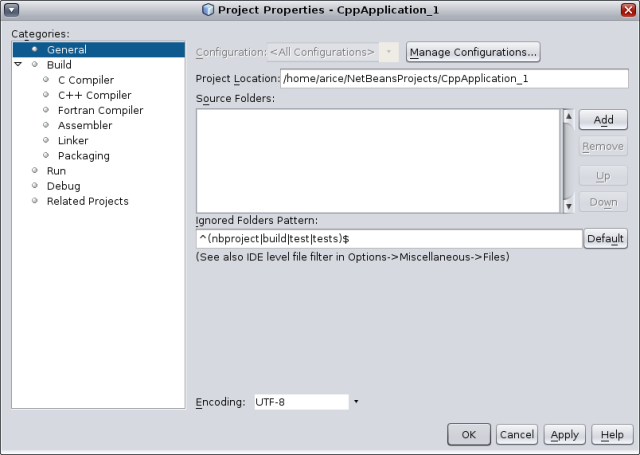 Project Properties - CppApplication_1
Categories:
General
Build
C Compiler
C++ Compiler
Fortran Compiler
Assembler
Linker
Packaging
Run
Debug
Related Projects
Configuration: <All Configurations> Manage Configurations...
Project Location: /home/arice/NetBeansProjects/CppApplication_1
Source Folders:
Add
Remove
Up
Down
Ignored Folders Pattern:
^(nbproject|build|test|tests)$ Default
(See also IDE level file filter in Options->Miscellaneous->Files)
Encoding: UTF-8
OK Cancel Apply Help